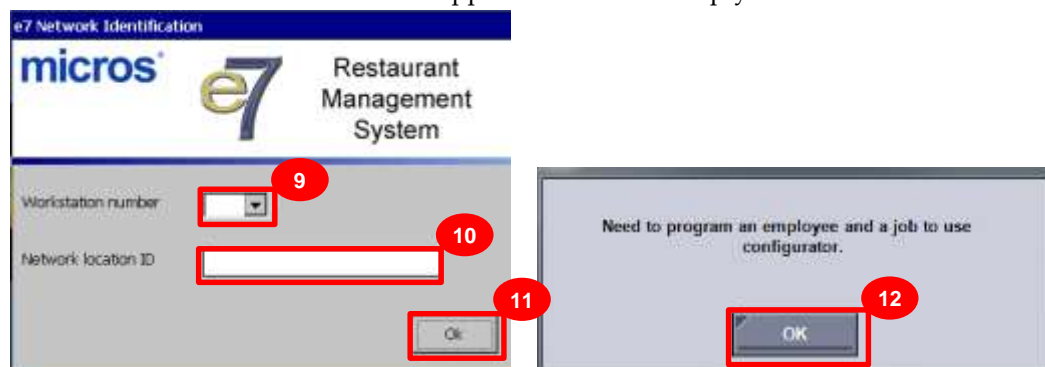 e7 Network Identification
micros
e7
Restaurant
Management
System
9
Workstation number
10
Network location ID
11
Ok
Need to program an employee and a job to use
configurator.
12
OK